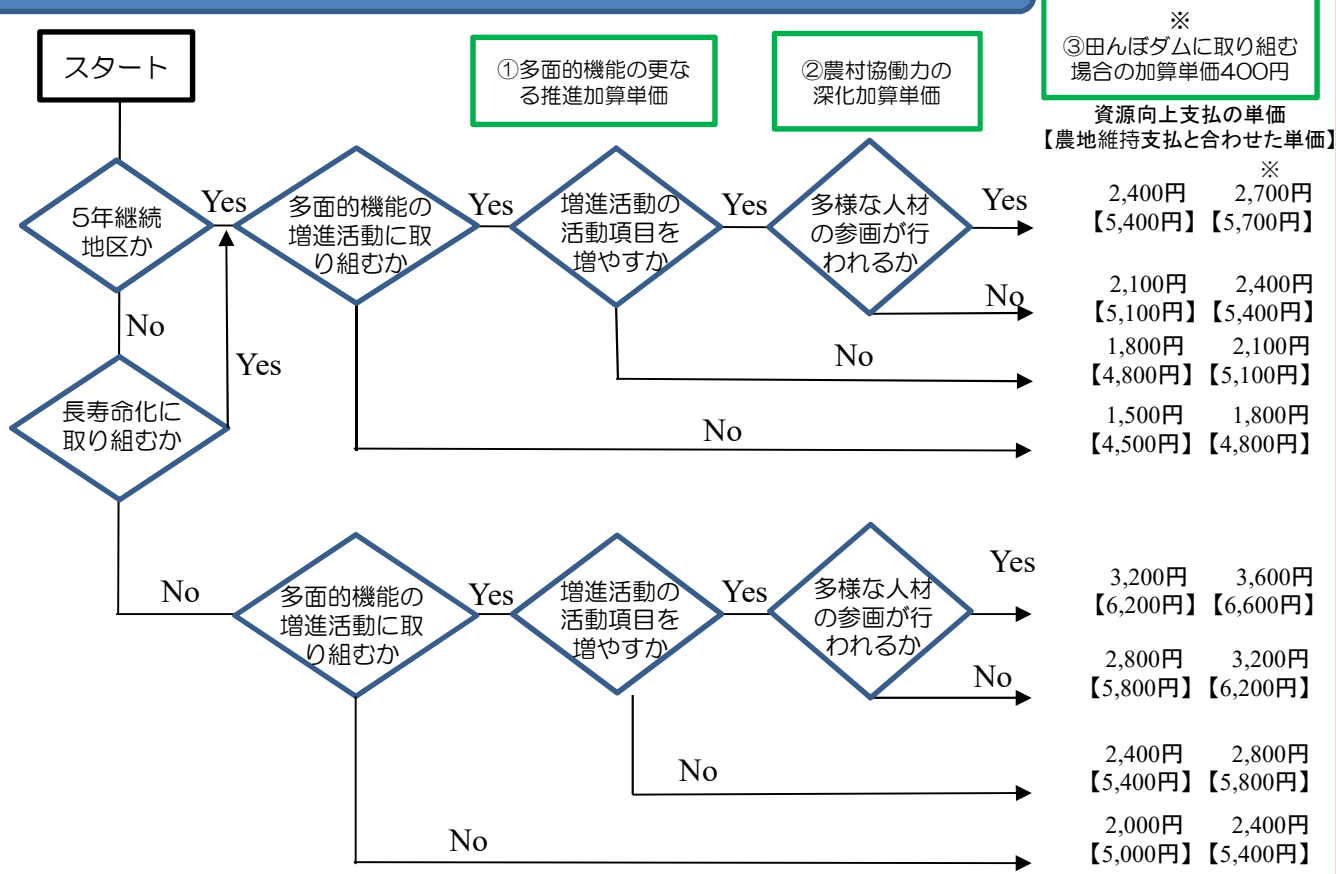 スタート
①多面的機能の更な
る推進加算単価
②農村協働力の
深化加算単価
※
③田んぼダムに取り組む
場合の加算単価400円
資源向上支払の単価
【農地維持支払と合わせた単価】
※
5年継続
地区か
Yes
多面的機能の
増進活動に取
り組むか
Yes
増進活動の
活動項目を
増やすか
Yes
多様な人材
の参画が行
われるか
Yes
2,400円 2,700円
【5,400円】【5,700円】
No
2,100円 2,400円
【5,100円】【5,400円】
No
1,800円 2,100円
【4,800円】【5,100円】
No
1,500円 1,800円
【4,500円】【4,800円】
No
Yes
長寿命化に
取り組むか
No
多面的機能の
増進活動に取
り組むか
Yes
増進活動の
活動項目を
増やすか
Yes
多様な人材
の参画が行
われるか
Yes
3,200円 3,600円
【6,200円】【6,600円】
No
2,800円 3,200円
【5,800円】【6,200円】
No
2,400円 2,800円
【5,400円】【5,800円】
No
2,000円 2,400円
【5,000円】【5,400円】